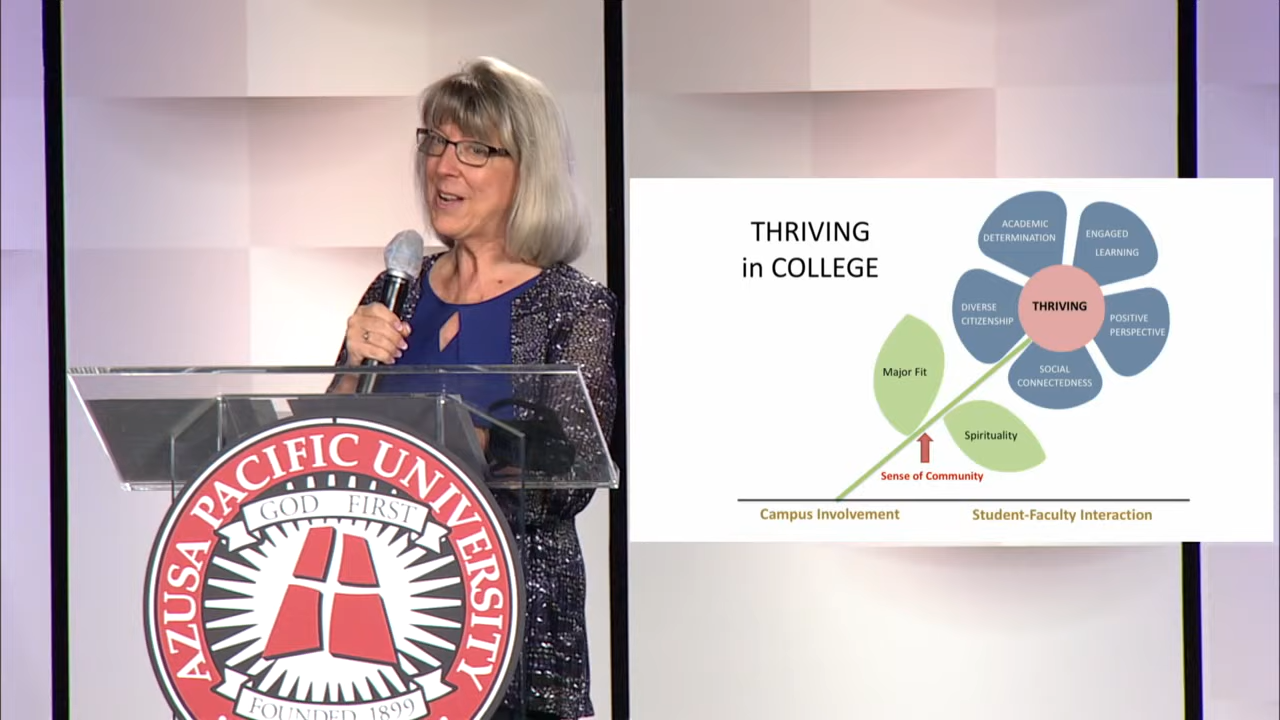 AZUSA PACIFIC UNIVERSITY
GOD FIRST
FOUNDED 1899
THRIVING
in COLLEGE
ACADEMIC
DETERMINATION
ENGAGED
LEARNING
DIVERSE
CITIZENSHIP
THRIVING
POSITIVE
PERSPECTIVE
SOCIAL
CONNECTEDNESS
Major Fit
Spirituality
Sense of Community
Campus Involvement
Student-Faculty Interaction